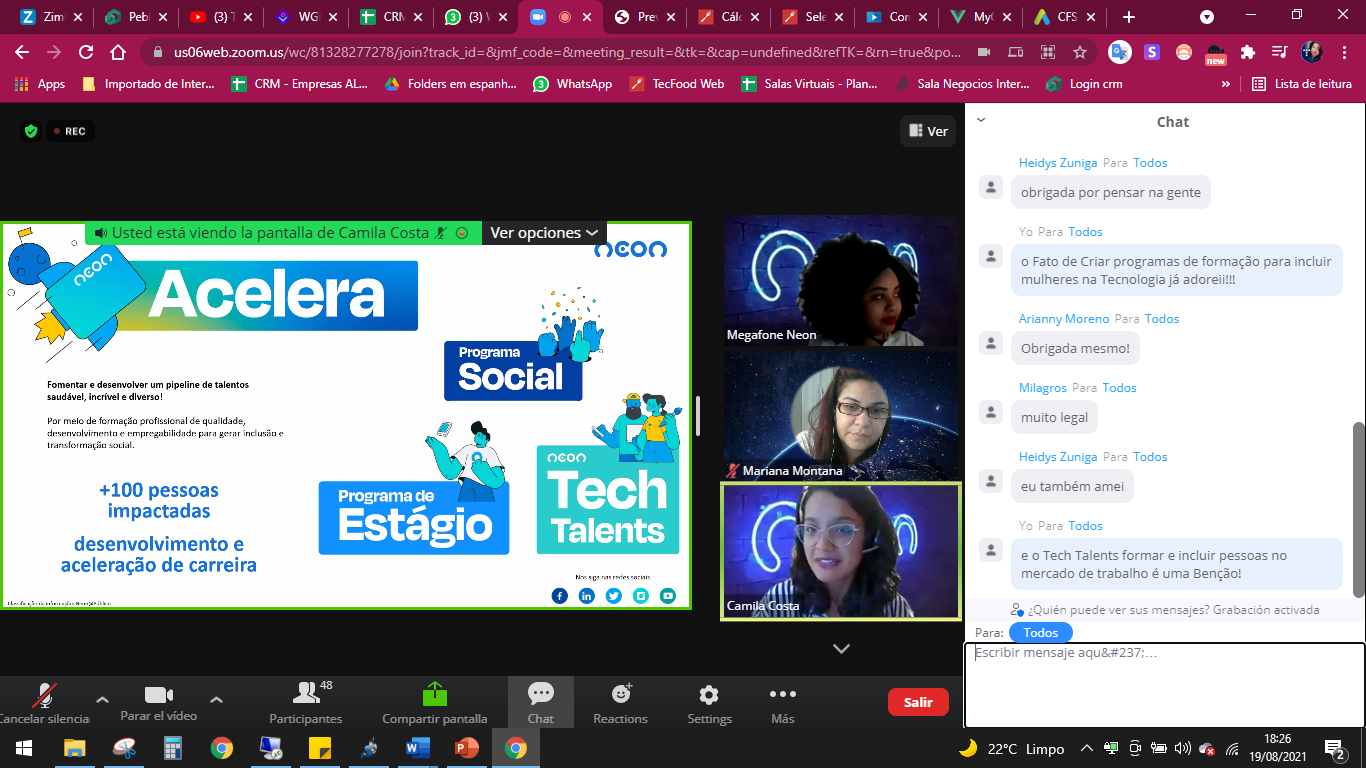 Zim
Peb
(3) T
WG
CRM
(3) V
Prev
Cálc
Sele
Con
MyC
CFS
us06web.zoom.us/wc/81328277278/join?track_id=&jmf_code=&meeting_result=&tk=&cap=undefined&refTK=&rn=true&po...
new
Apps
Importado de Inter...
CRM - Empresas AL...
Folders em espanh...
WhatsApp
TecFood Web
Salas Virtuais - Plan...
Sala Negocios Inter...
Login crm
»
Lista de leitura
REC
Ver
Usted está viendo la pantalla de Camila Costa
Ver opciones
neon
neon
Acelera
Programa
Social
Fomentar e desenvolver um pipeline de talentos
saudável, incrível e diverso!
Por meio de formação profissional de qualidade,
desenvolvimento e empregabilidade para gerar inclusão e
transformação social.
+100 pessoas
impactadas
desenvolvimento e
aceleração de carreira
Programa de
Estágio
neon
Tech
Talents
Nos siga nas redes sociais
Megafone Neon
Mariana Montana
Camila Costa
Chat
Heidys Zuniga Para Todos
obrigada por pensar na gente
Yo Para Todos
o Fato de Criar programas de formação para incluir
mulheres na Tecnologia já adoreii!!!
Arianny Moreno Para Todos
Obrigada mesmo!
Milagros Para Todos
muito legal
Heidys Zuniga Para Todos
eu também amei
Yo Para Todos
e o Tech Talents formar e incluir pessoas no
mercado de trabalho é uma Benção!
¿Quién puede ver sus mensajes? Grabación activada
Para: Todos
Escribir mensaje aqu&#237;...
Cancelar silencia
Parar el vídeo
48
Participantes
Compartir pantalla
Chat
Reactions
Settings
Más
Salir
22°C Limpo
18:26
19/08/2021
2